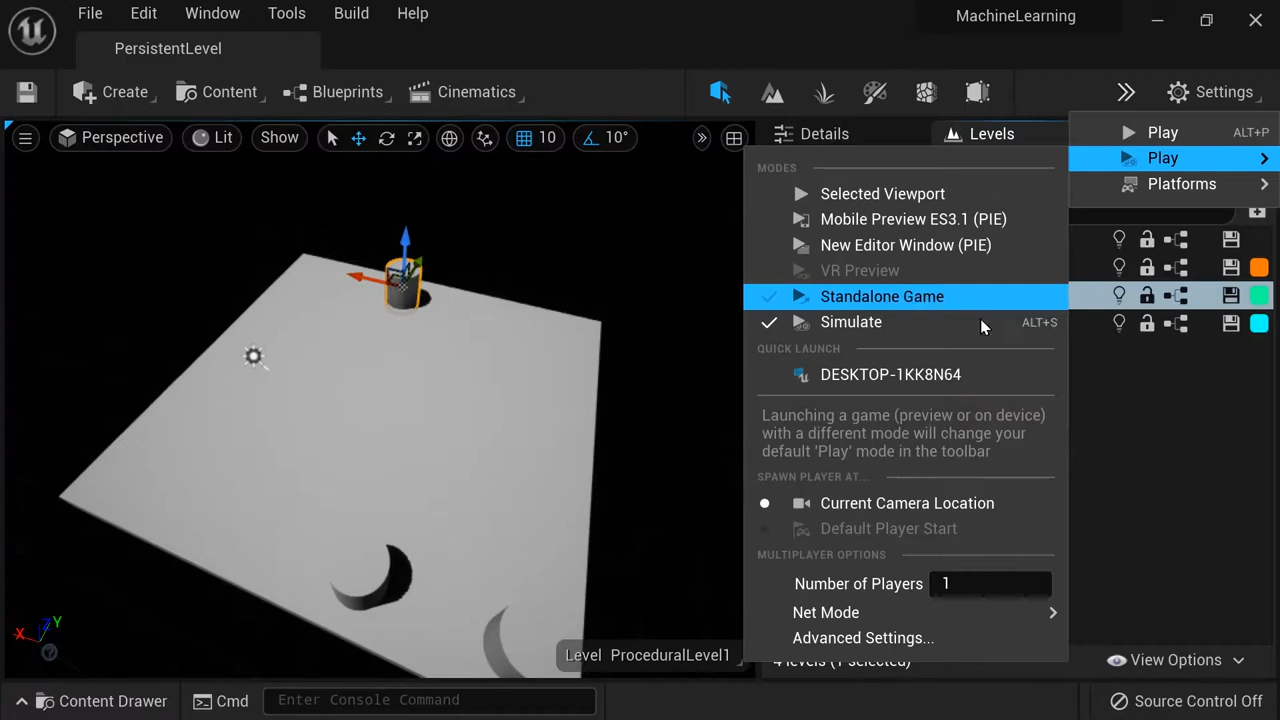 File Edit Window Tools Build Help
MachineLearning
PersistentLevel
Create Content Blueprints Cinematics
Settings
Perspective Lit Show 10 10°
Details Levels
Play ALT+P
Play
Platforms
MODES
Selected Viewport
Mobile Preview ES3.1 (PIE)
New Editor Window (PIE)
VR Preview
Standalone Game
Simulate ALT+S
QUICK LAUNCH
DESKTOP-1KK8N64
Launching a game (preview or on device)
with a different mode will change your
default 'Play' mode in the toolbar
SPAWN PLAYER AT...
Current Camera Location
Default Player Start
MULTIPLAYER OPTIONS
Number of Players 1
Net Mode
Advanced Settings...
X Z Y
Level ProceduralLevel1
4 levels (1 selected)
View Options
Content Drawer Cmd Enter Console Command Source Control Off